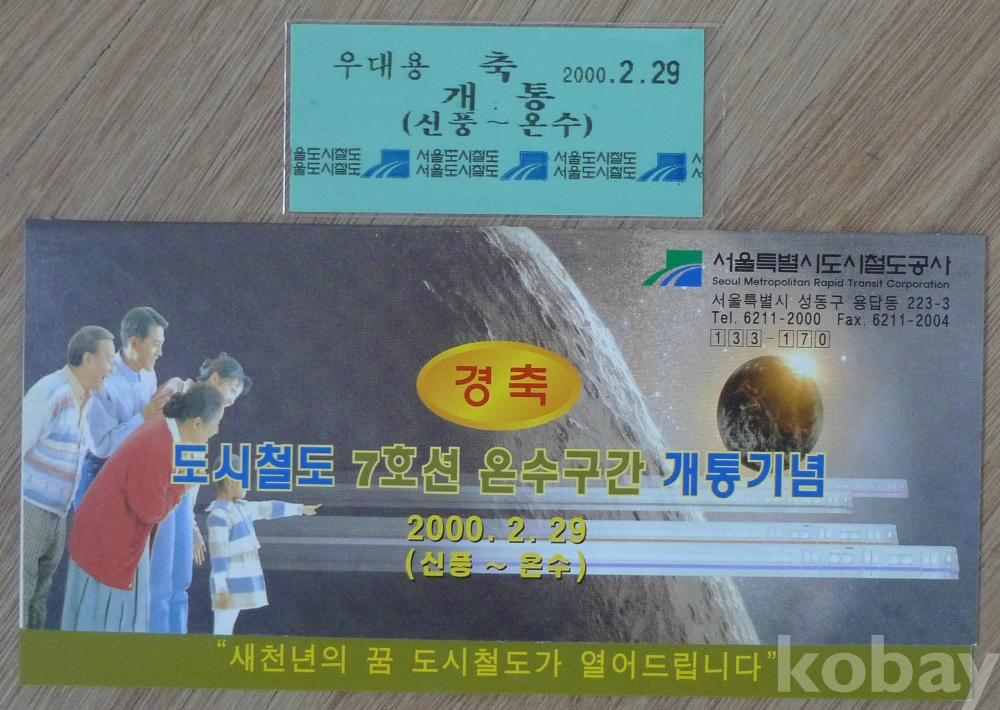 우대용 축 2000.2.29
개 통
(신풍 ~ 온수)
울도시철도 서울도시철도 서울도시철도 서
울도시철도 서울도시철도 서울도시철도 서
서울특별시도시철도공사
Seoul Metropolitan Rapid Transit Corporation
서울특별시 성동구 용답동 223-3
Tel. 6211-2000 Fax. 6211-2004
133-170
경축
도시철도 7호선 온수구간 개통기념
2000. 2. 29
(신풍 ~ 온수)
"새천년의 꿈 도시철도가 열어드립니다"
kobay